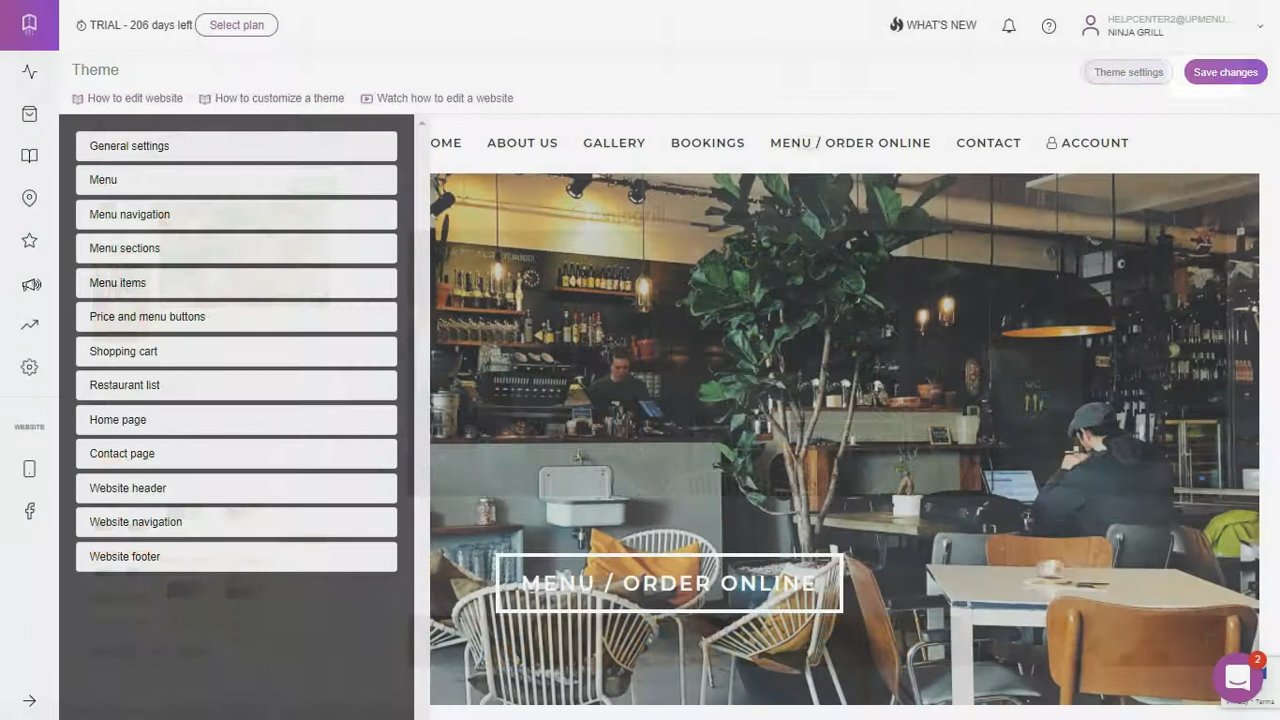 TRIAL - 206 days left
Select plan
WHAT'S NEW
HELPCENTER2@UPMENU...
NINJA GRILL
Theme
Theme settings
Save changes
How to edit website
How to customize a theme
Watch how to edit a website
General settings
Menu
Menu navigation
Menu sections
Menu items
Price and menu buttons
Shopping cart
Restaurant list
Home page
Contact page
Website header
Website navigation
Website footer
WEBSITE
OME
ABOUT US
GALLERY
BOOKINGS
MENU / ORDER ONLINE
CONTACT
ACCOUNT
MENU / ORDER ONLINE
2
Privacy - Terms